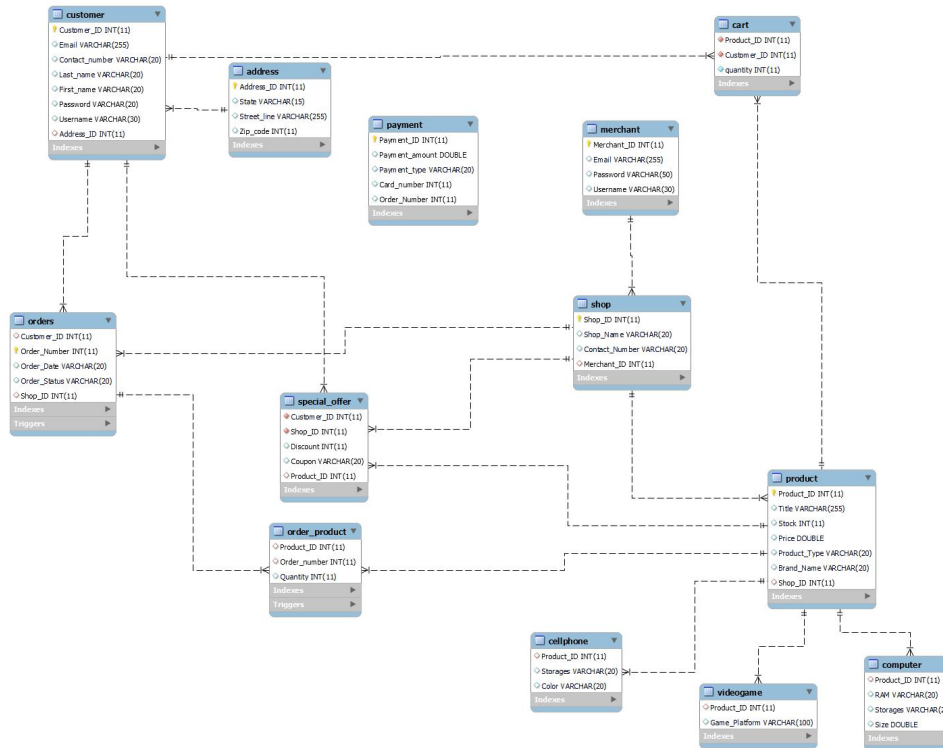 customer
Customer_ID INT(11)
Email VARCHAR(255)
Contact_number VARCHAR(20)
Last_name VARCHAR(20)
First_name VARCHAR(20)
Password VARCHAR(20)
Username VARCHAR(30)
Address_ID INT(11)
Indexes
address
Address_ID INT(11)
State VARCHAR(15)
Street_line VARCHAR(255)
Zip_code INT(11)
Indexes
payment
Payment_ID INT(11)
Payment_amount DOUBLE
Payment_type VARCHAR(20)
Card_number INT(11)
Order_Number INT(11)
Indexes
merchant
Merchant_ID INT(11)
Email VARCHAR(255)
Password VARCHAR(50)
Username VARCHAR(30)
Indexes
cart
Product_ID INT(11)
Customer_ID INT(11)
quantity INT(11)
Indexes
orders
Customer_ID INT(11)
Order_Number INT(11)
Order_Date VARCHAR(20)
Order_Status VARCHAR(20)
Shop_ID INT(11)
Indexes
Triggers
special_offer
Customer_ID INT(11)
Shop_ID INT(11)
Discount INT(11)
Coupon VARCHAR(20)
Product_ID INT(11)
Indexes
shop
Shop_ID INT(11)
Shop_Name VARCHAR(20)
Contact_Number VARCHAR(20)
Merchant_ID INT(11)
Indexes
order_product
Product_ID INT(11)
Order_number INT(11)
Quantity INT(11)
Indexes
Triggers
product
Product_ID INT(11)
Title VARCHAR(255)
Stock INT(11)
Price DOUBLE
Product_Type VARCHAR(20)
Brand_Name VARCHAR(20)
Shop_ID INT(11)
Indexes
cellphone
Product_ID INT(11)
Storages VARCHAR(20)
Color VARCHAR(20)
Indexes
videogame
Product_ID INT(11)
Game_Platform VARCHAR(100)
Indexes
computer
Product_ID INT(11)
RAM VARCHAR(20)
Storages VARCHAR(2
Size DOUBLE
Indexes